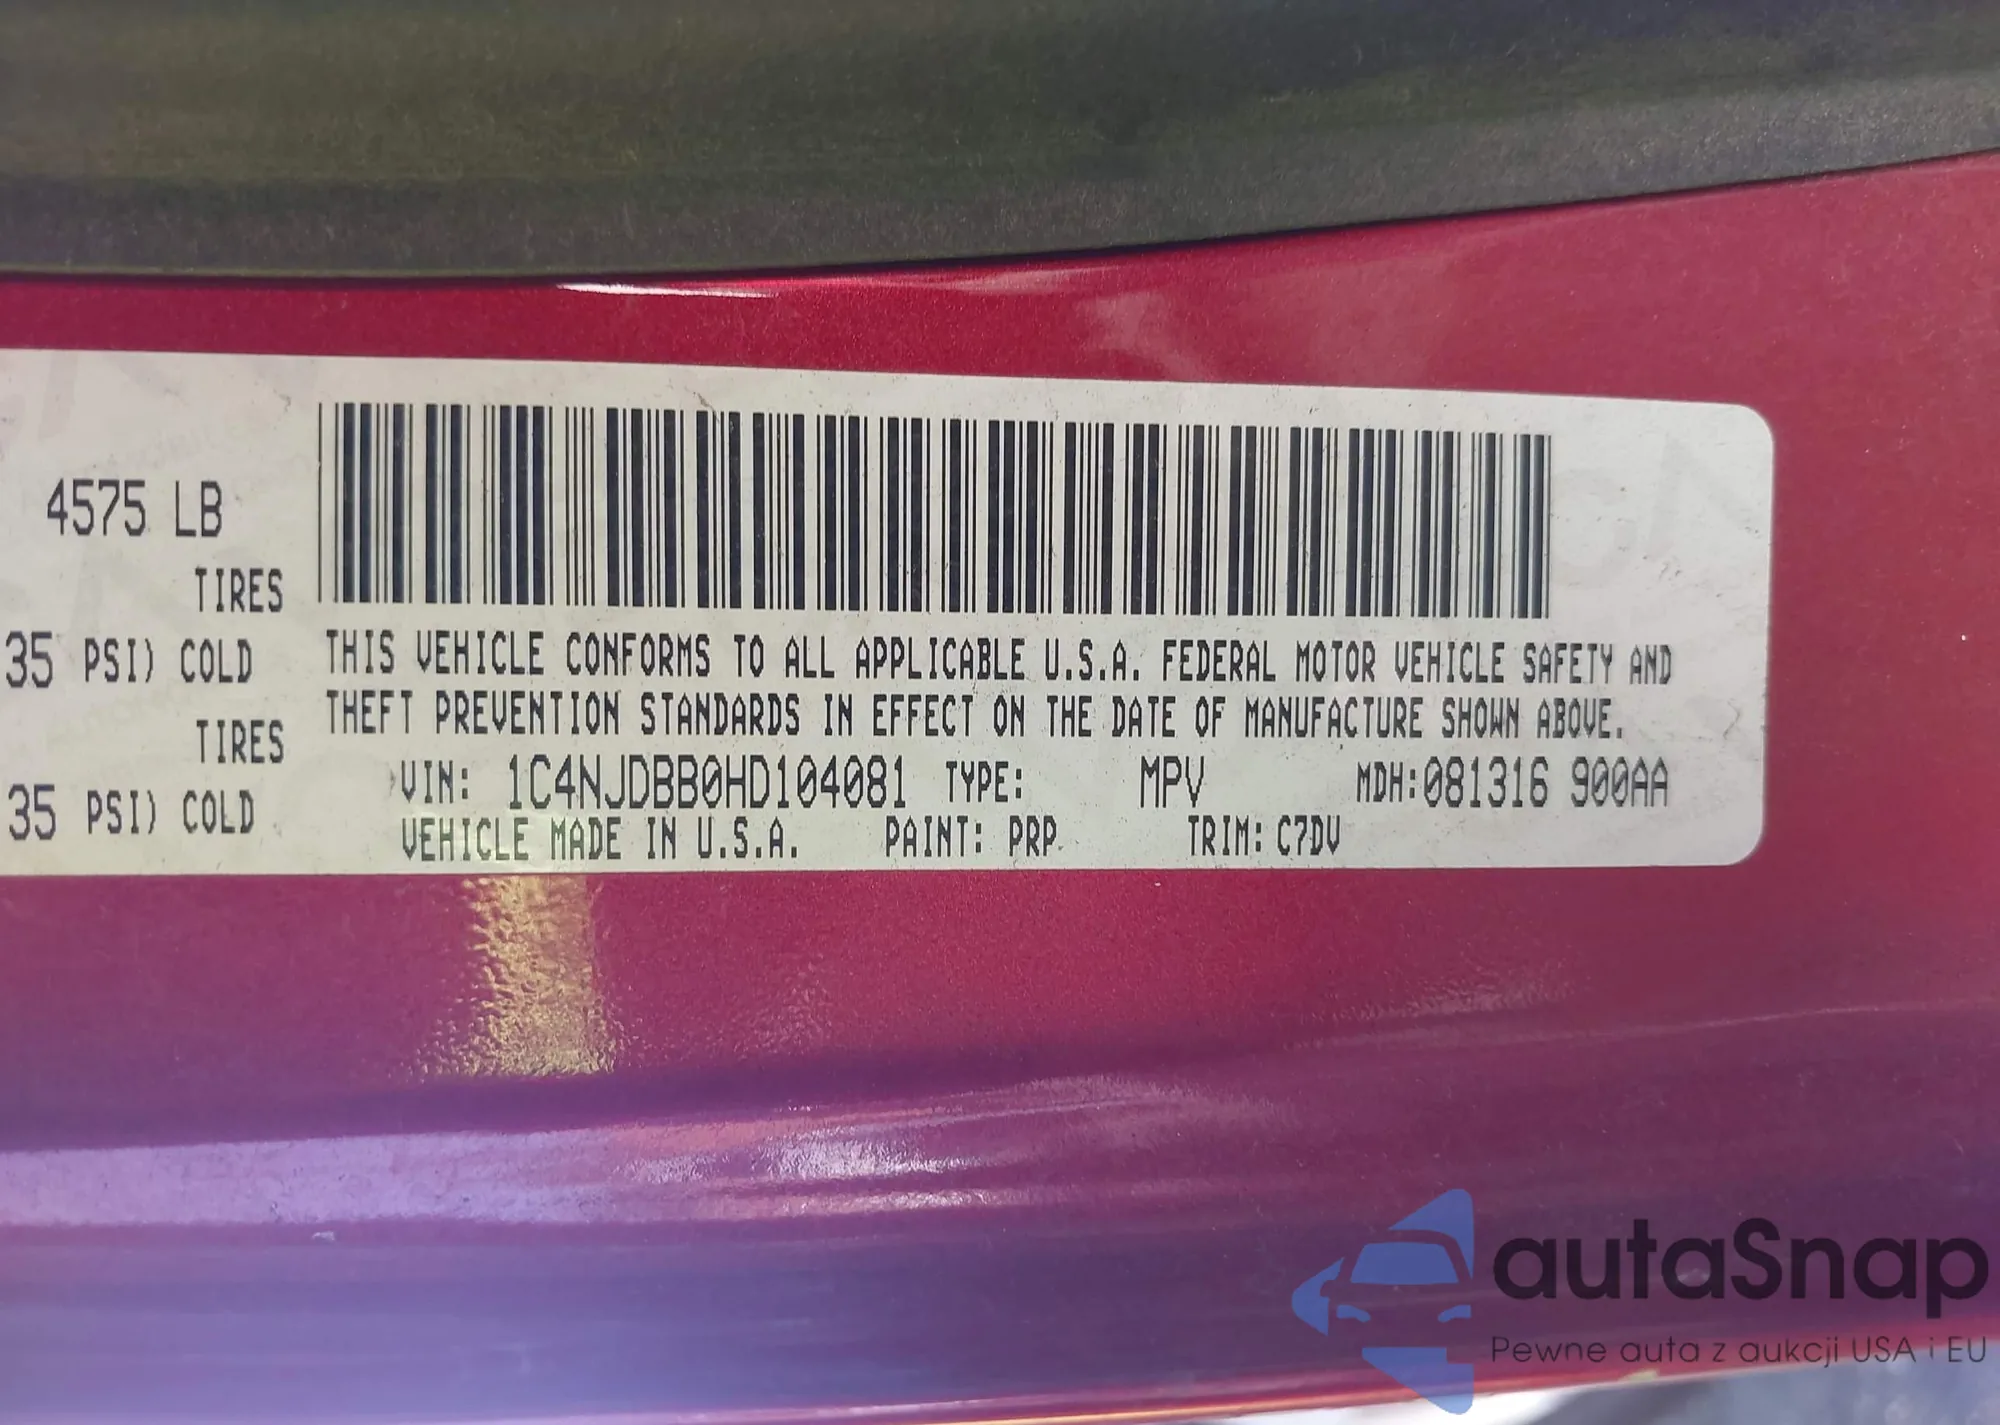 4575 LB
TIRES
35 PSI) COLD
TIRES
35 PSI) COLD
THIS VEHICLE CONFORMS TO ALL APPLICABLE U.S.A. FEDERAL MOTOR VEHICLE SAFETY AND
THEFT PREVENTION STANDARDS IN EFFECT ON THE DATE OF MANUFACTURE SHOWN ABOVE.
VIN: 1C4NJDBB0HD104081 TYPE: MPV MDH:081316 900AA
VEHICLE MADE IN U.S.A. PAINT: PRP TRIM: C7DV
autaSnap
Pewne auta z aukcji USA i EU